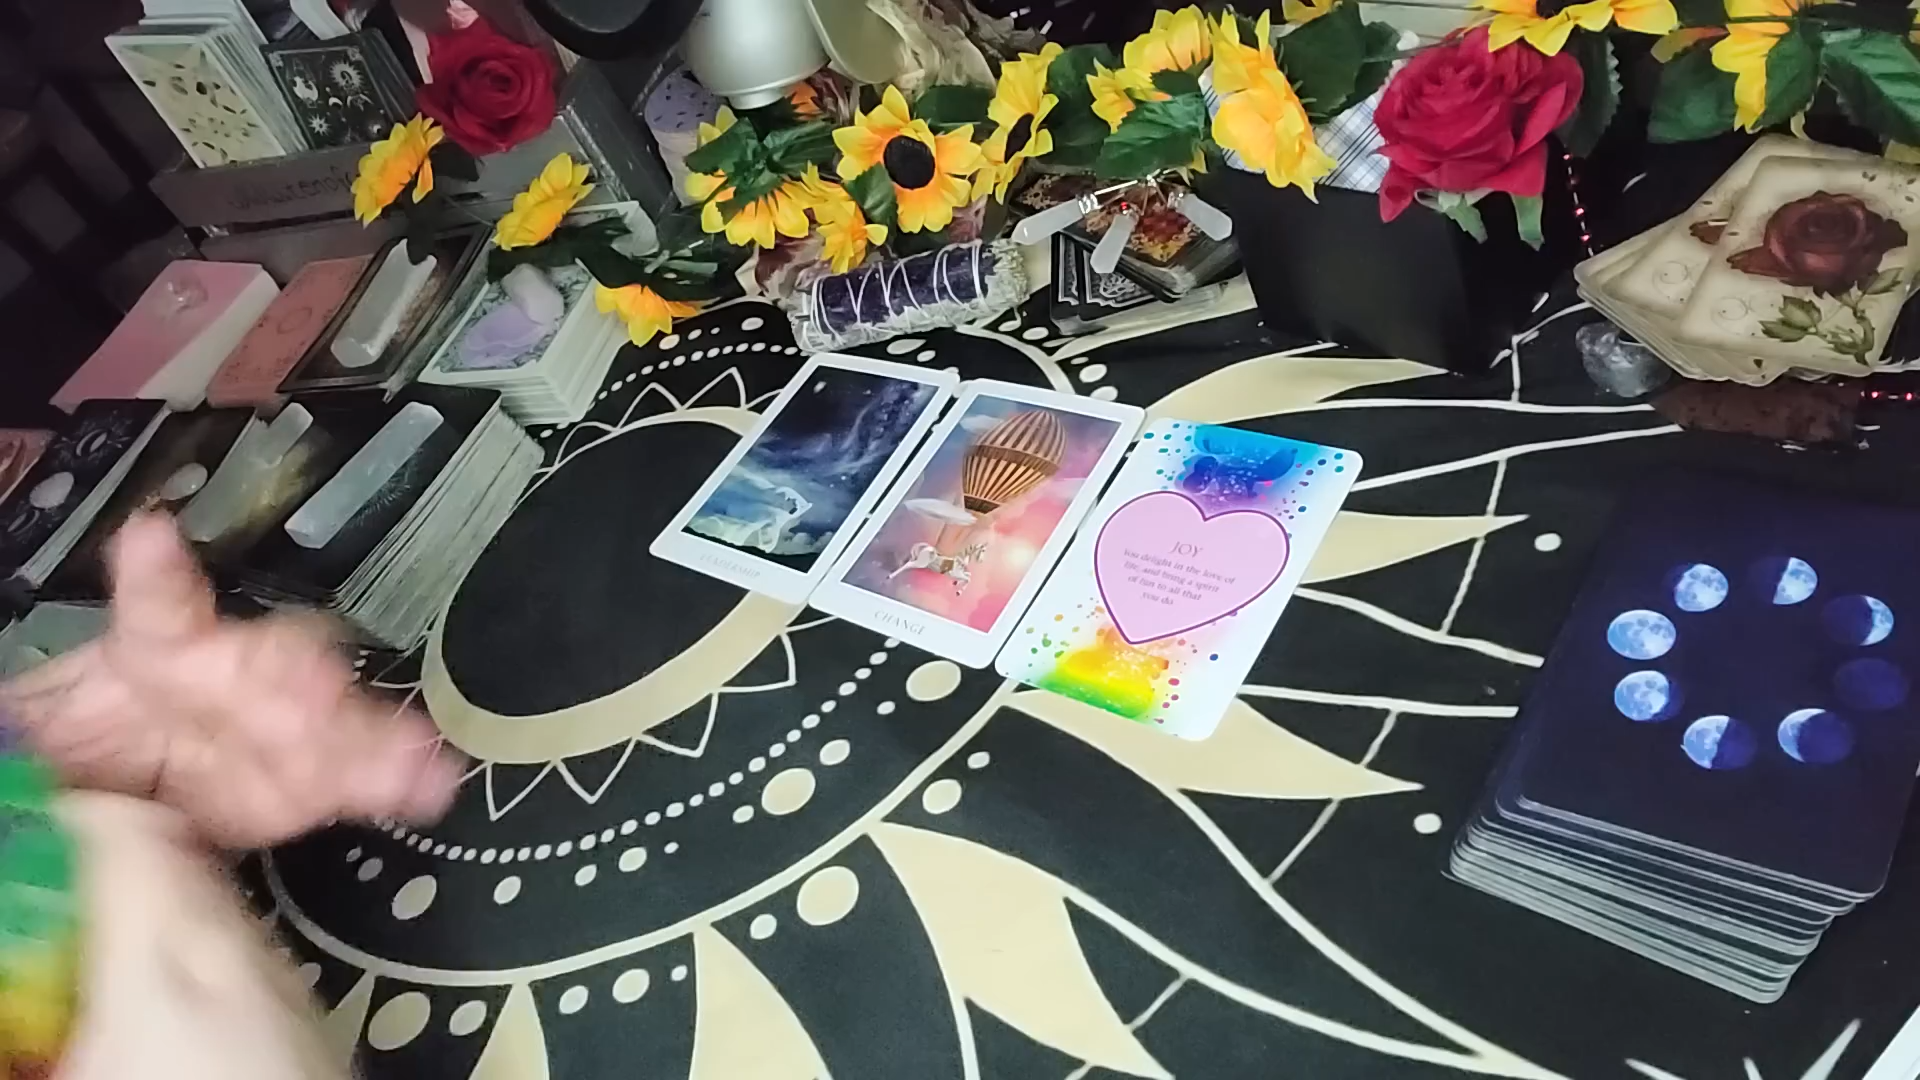 LEADERSHIP
CHANGE
JOY
You delight in the love of
life, and bring a spirit
of fun to all that
you do.